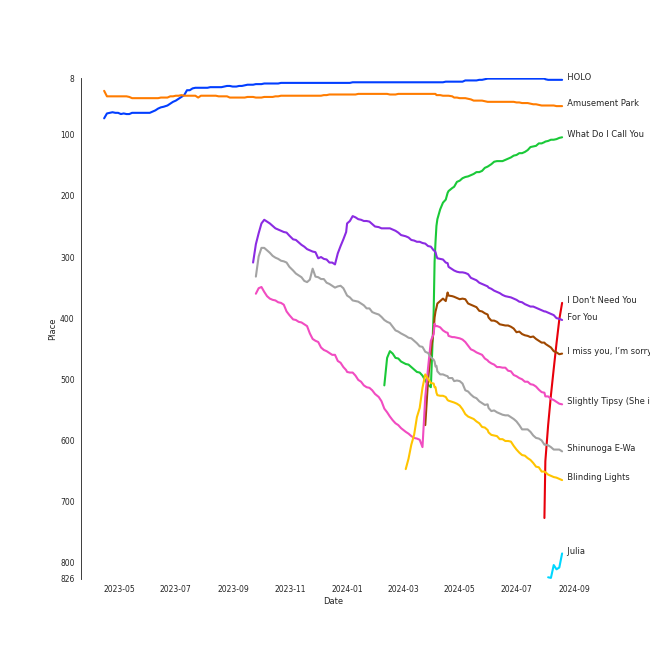 8
100
200
300
400
500
600
700
800
826
Place
2023-05
2023-07
2023-09
2023-11
2024-01
2024-03
2024-05
2024-07
2024-09
Date
HOLO
Amusement Park
What Do I Call You
I Don't Need You
For You
I miss you, I'm sorry
Slightly Tipsy (She i
Shinunoga E-Wa
Blinding Lights
Julia